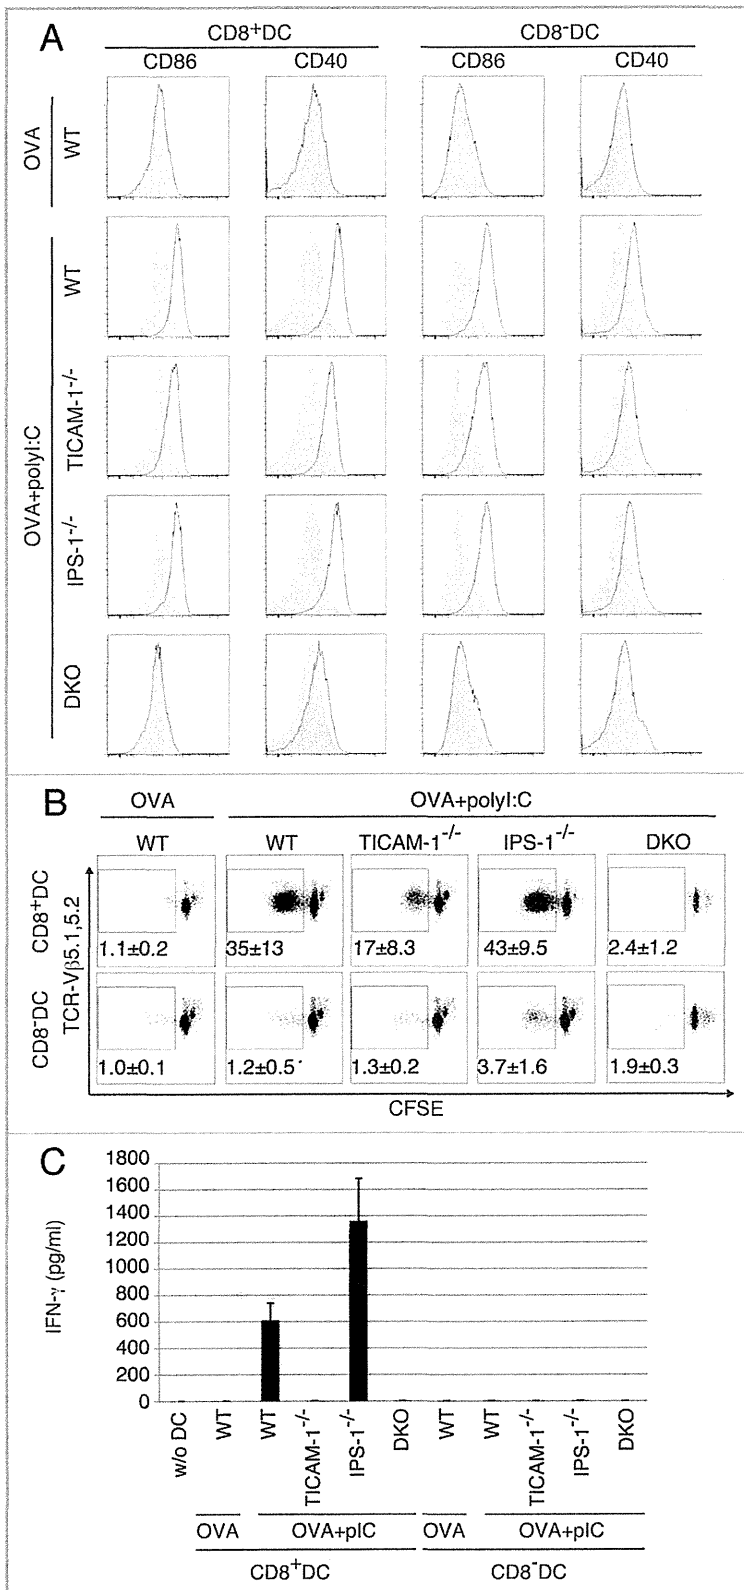 A
CD8+DC CD8-DC
CD86 CD40 CD86 CD40
OVA
WT
OVA+polyI:C
WT
TICAM-1-/-
IPS-1-/-
DKO
B
OVA OVA+polyI:C
WT WT TICAM-1-/- IPS-1-/- DKO
CD8+DC
1.1±0.2 35±13 17±8.3 43±9.5 2.4±1.2
CD8-DC
1.0±0.1 1.2±0.5 1.3±0.2 3.7±1.6 1.9±0.3
TCR-Vβ5.1,5.2
CFSE
C
IFN-γ (pg/ml)
1800
1600
1400
1200
1000
800
600
400
200
0
w/o DC WT WT TICAM-1-/- IPS-1-/- DKO WT WT TICAM-1-/- IPS-1-/- DKO
OVA OVA+pIC OVA OVA+pIC
CD8+DC CD8-DC